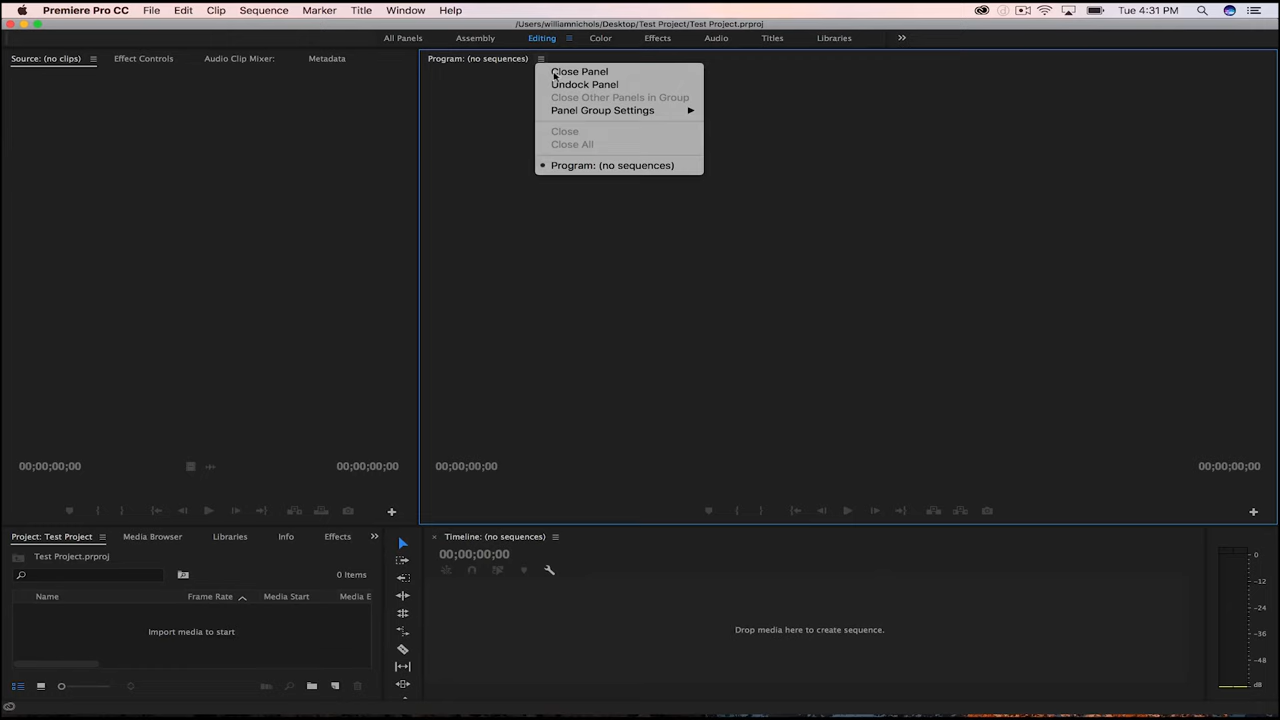 Premiere Pro CC File Edit Clip Sequence Marker Title Window Help Tue 4:31 PM
/Users/williamnichols/Desktop/Test Project/Test Project.prproj
All Panels Assembly Editing Color Effects Audio Titles Libraries
Source: (no clips) Effect Controls Audio Clip Mixer: Metadata Program: (no sequences)
Close Panel
Undock Panel
Close Other Panels in Group
Panel Group Settings
Close
Close All
Program: (no sequences)
00;00;00;00 00;00;00;00 00;00;00;00 00;00;00;00
Project: Test Project Media Browser Libraries Info Effects
Test Project.prproj
0 Items
Name Frame Rate Media Start Media E
Import media to start
Timeline: (no sequences)
00;00;00;00
Drop media here to create sequence.
0
-12
-24
-36
-48
dB